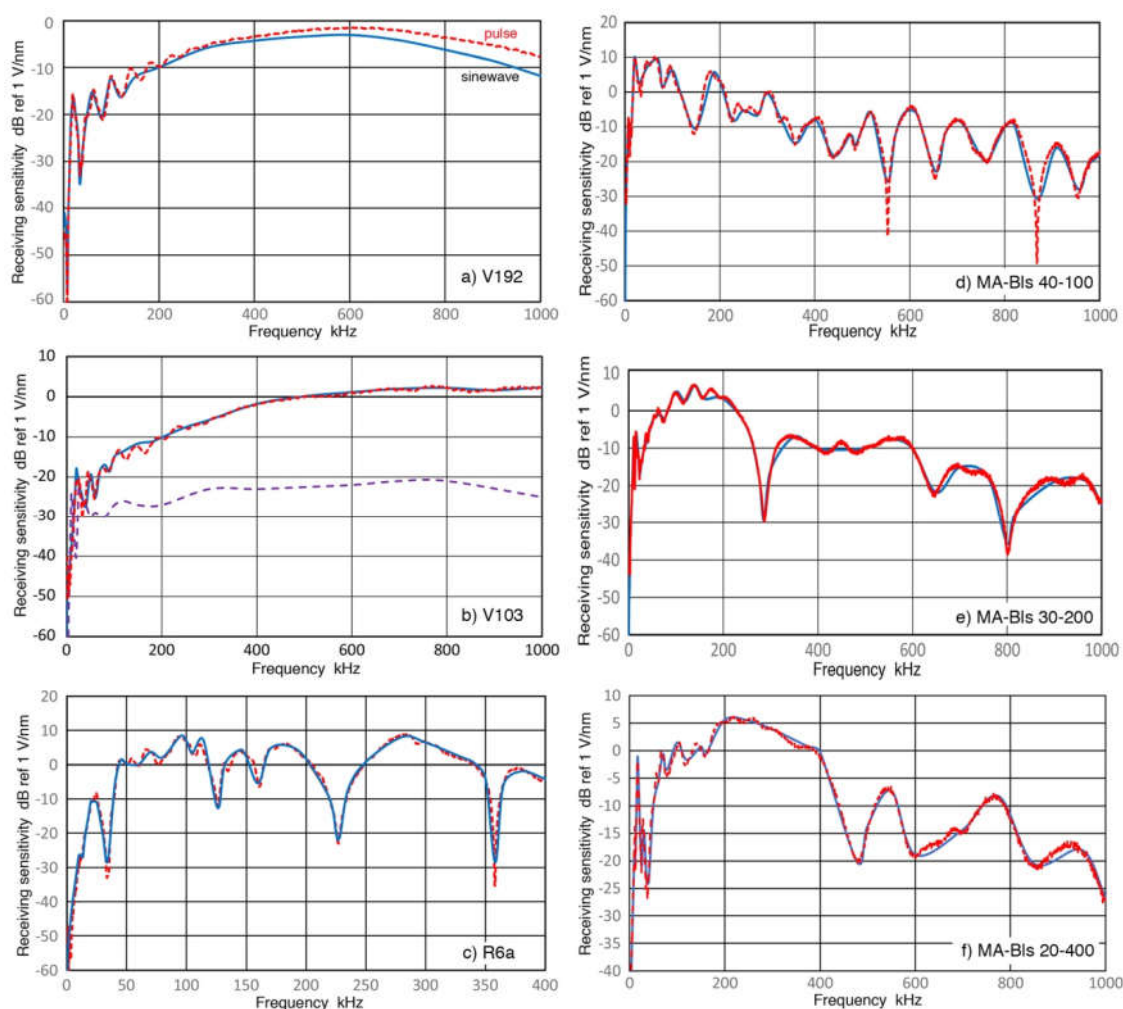 Receiving sensitivity dB ref 1 V/nm
0
-10
-20
-30
-40
-50
-60
pulse
sinewave
a) V192
0 200 400 600 800 1000
Frequency kHz
Receiving sensitivity dB ref 1 V/nm
20
10
0
-10
-20
-30
-40
-50
-60
d) MA-BIs 40-100
0 200 400 600 800 1000
Frequency kHz
Receiving sensitivity dB ref 1 V/nm
10
0
-10
-20
-30
-40
-50
-60
b) V103
0 200 400 600 800 1000
Frequency kHz
Receiving sensitivity dB ref 1 V/nm
10
0
-10
-20
-30
-40
-50
-60
e) MA-BIs 30-200
0 200 400 600 800 1000
Frequency kHz
Receiving sensitivity dB ref 1 V/nm
20
10
0
-10
-20
-30
-40
-50
-60
c) R6a
0 50 100 150 200 250 300 350 400
Frequency kHz
Receiving sensitivity dB ref 1 V/nm
10
5
0
-5
-10
-15
-20
-25
-30
-35
-40
f) MA-BIs 20-400
0 200 400 600 800 1000
Frequency kHz